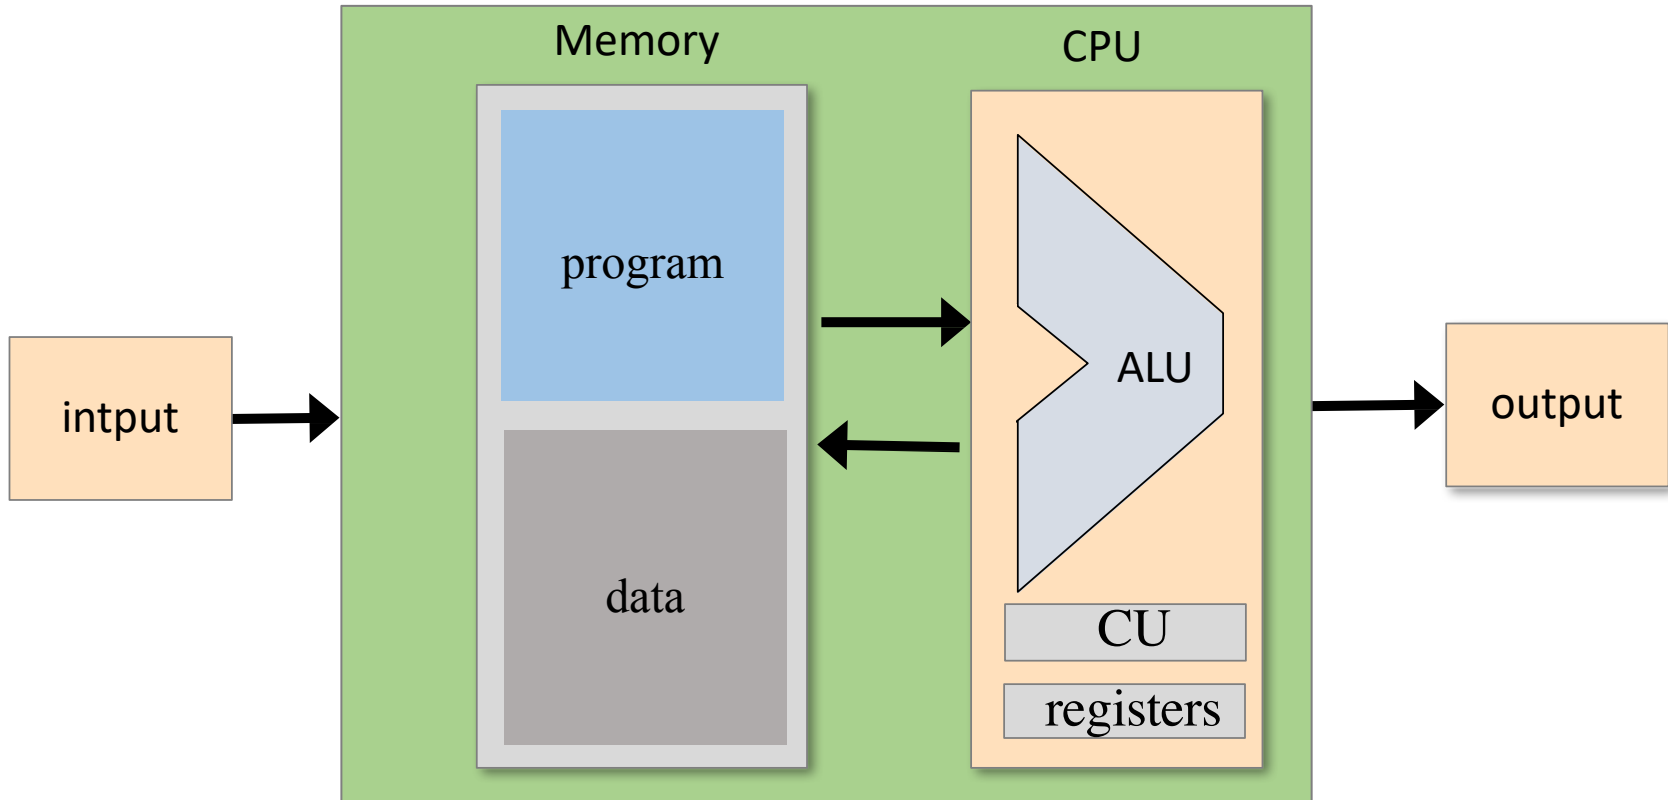 Memory
CPU
program
ALU
intput
output
data
CU
registers